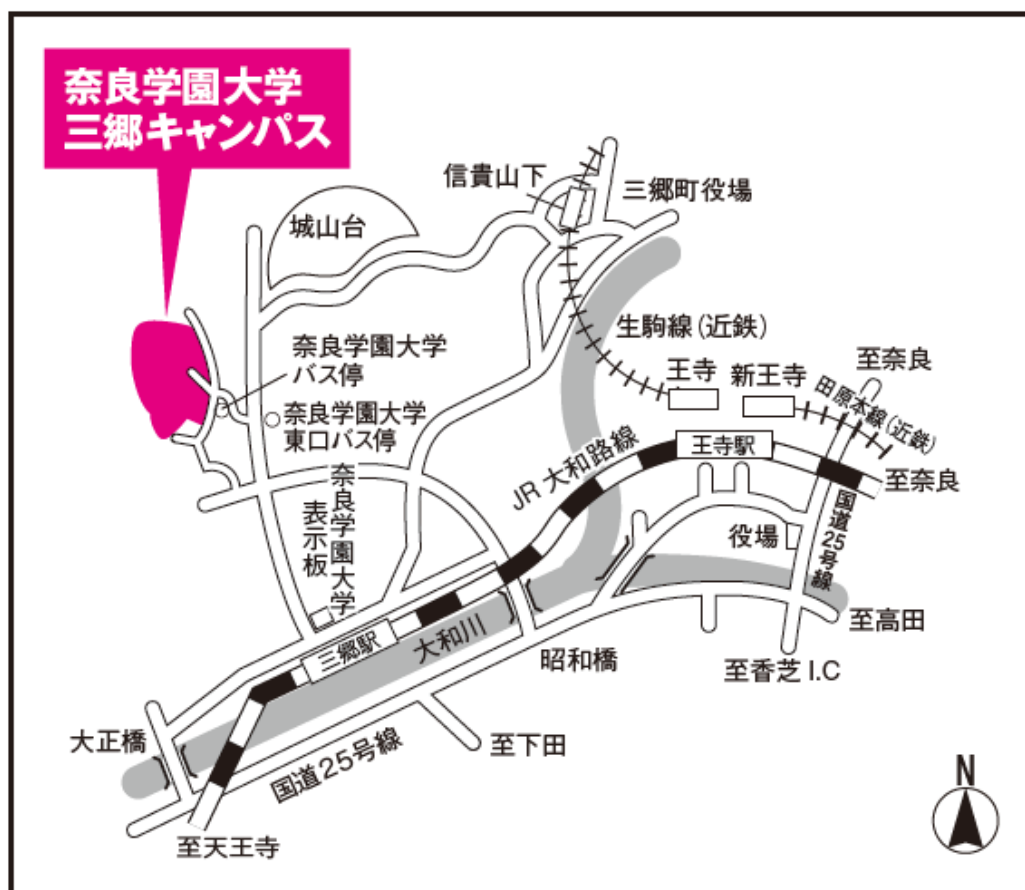 奈良学園大学
三郷キャンパス
信貴山下
三郷町役場
城山台
生駒線(近鉄)
奈良学園大学
バス停
王寺
新王寺
至奈良
田原本線(近鉄)
奈良学園大学
東口バス停
JR大和路線
王寺駅
至奈良
奈良学園大学
表示板
国道25号線
役場
至高田
三郷駅
大和川
昭和橋
至香芝I.C
大正橋
国道25号線
至下田
至天王寺
N